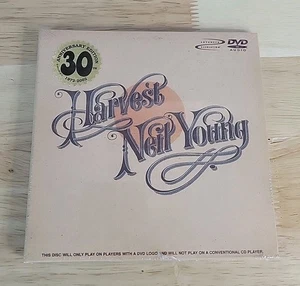 ANNIVERSARY EDITION
30
1972-2002
DVD
AUDIO
Harvest
Neil Young
THIS DISC WILL ONLY PLAY ON PLAYERS WITH A DVD LOGO AND WILL NOT PLAY ON A CONVENTIONAL CD PLAYER.